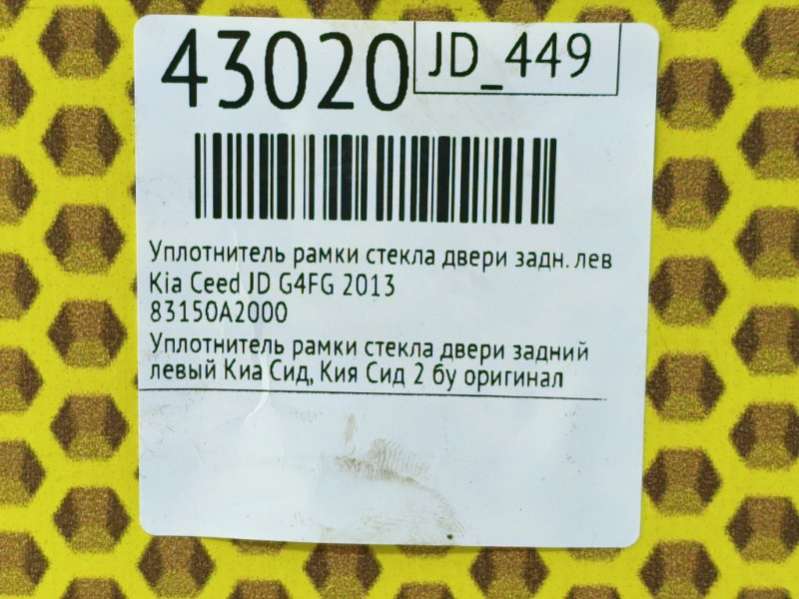 43020
JD_449
Уплотнитель рамки стекла двери задн. лев
Kia Ceed JD G4FG 2013
83150A2000
Уплотнитель рамки стекла двери задний
левый Киа Сид, Кия Сид 2 бу оригинал